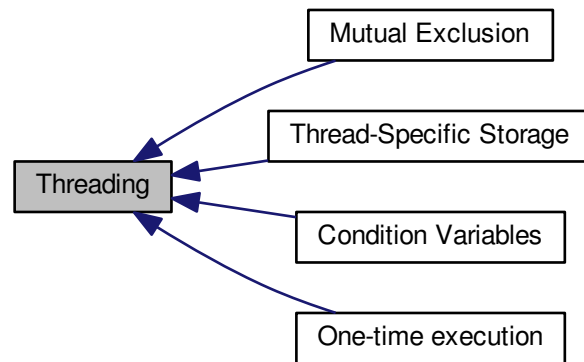 Mutual Exclusion
Thread-Specific Storage
Threading
Condition Variables
One-time execution